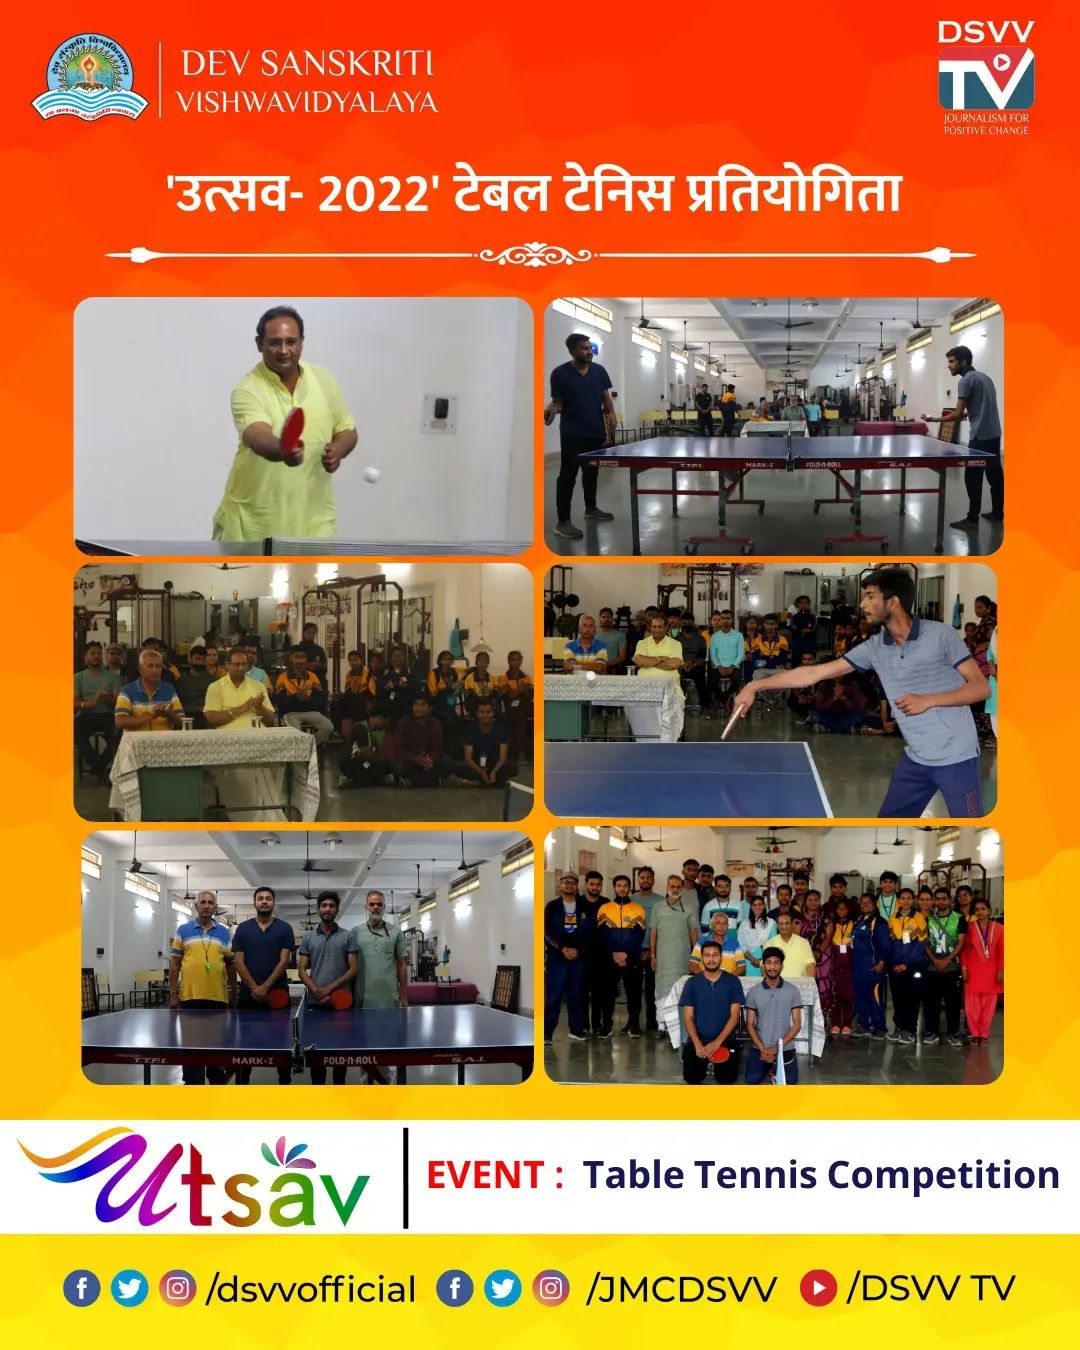 DEV SANSKRITI
VISHWAVIDYALAYA
DSVV
TV
JOURNALISM FOR
POSITIVE CHANGE
'उत्सव- 2022' टेबल टेनिस प्रतियोगिता
T.T.F.I. MARK-I FOLD-N-ROLL S.A.I.
T.T.F.I. MARK-I FOLD-N-ROLL S.A.I.
Utsav
EVENT : Table Tennis Competition
/dsvvofficial /JMCDSVV /DSVV TV